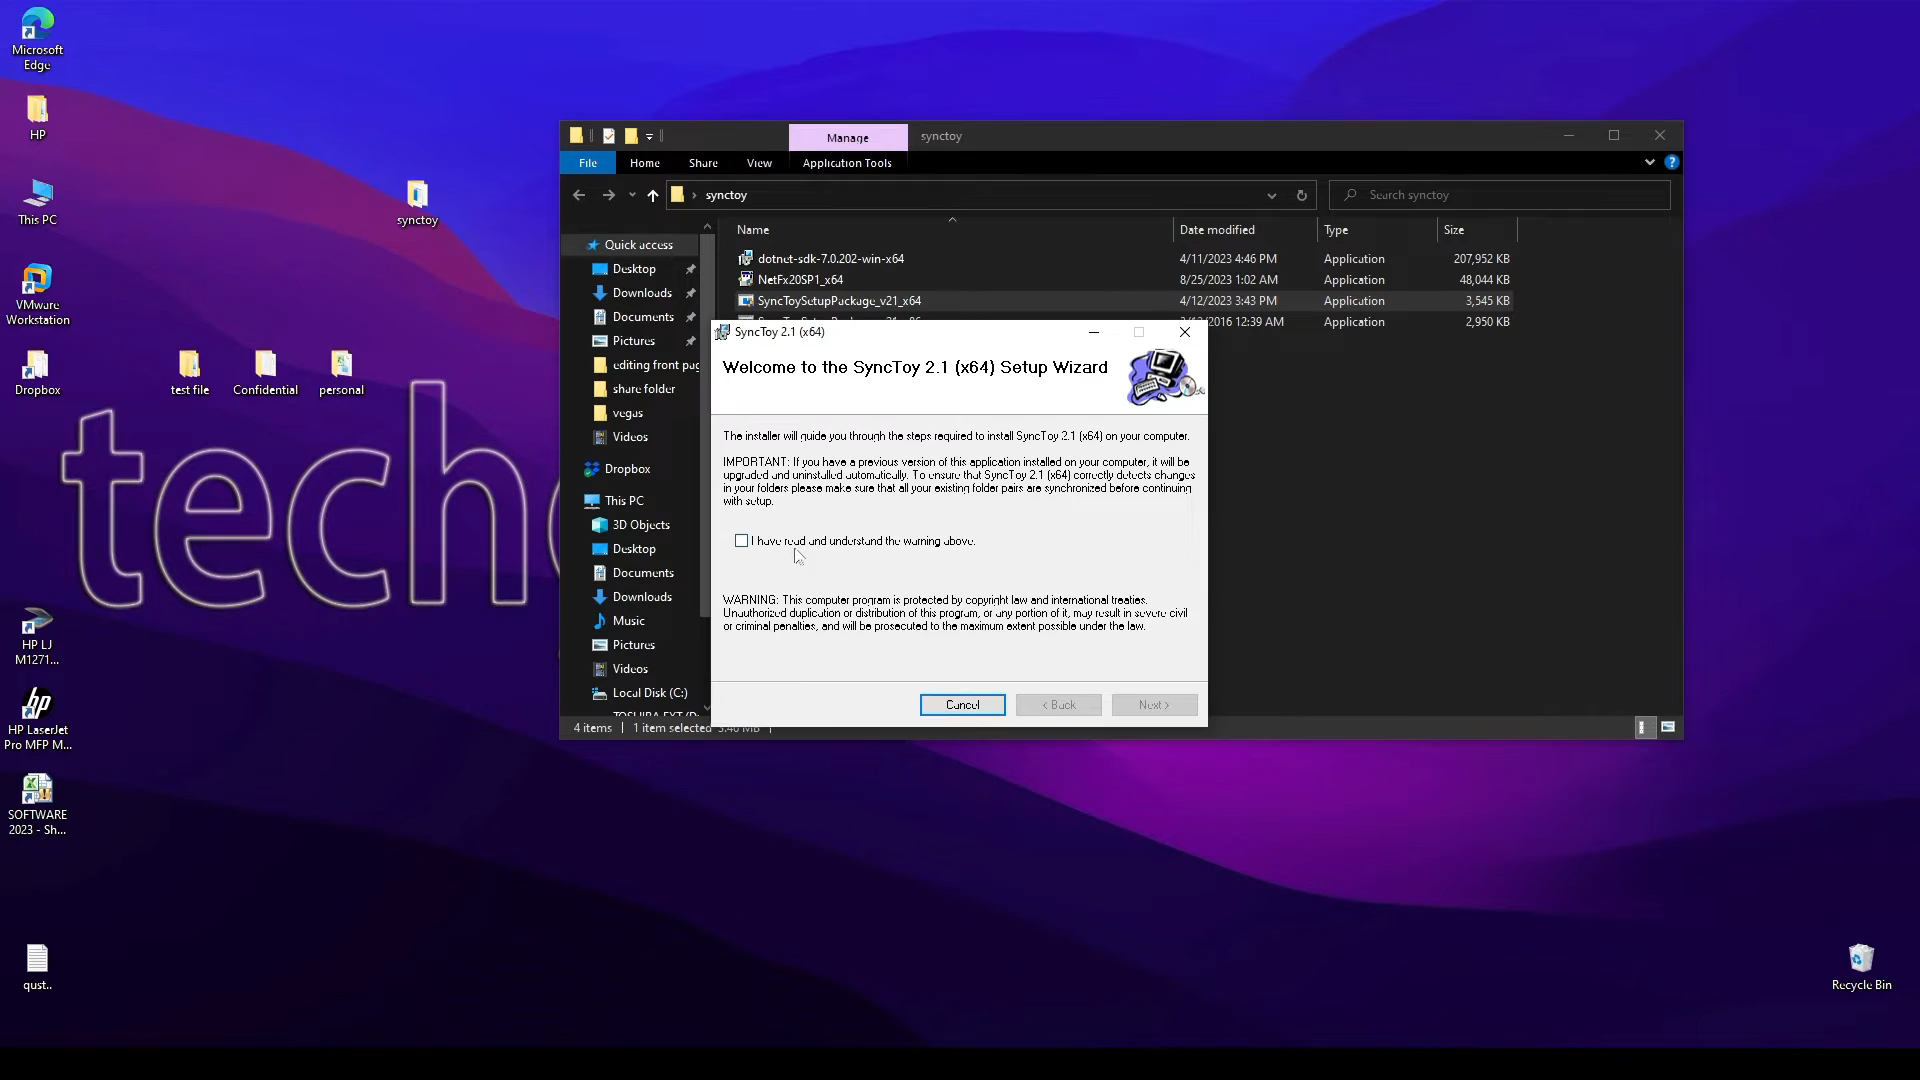 Microsoft
Edge
HP
This PC
VMware
Workstation
Dropbox
test file
Confidential
personal
synctoy
HP LJ
M1271...
HP LaserJet
Pro MFP M...
SOFTWARE
2023 - Sh...
qust..
Recycle Bin
tech
Manage
synctoy
File
Home
Share
View
Application Tools
synctoy
Search synctoy
Quick access
Desktop
Downloads
Documents
Pictures
editing front pag
share folder
vegas
Videos
Dropbox
This PC
3D Objects
Desktop
Documents
Downloads
Music
Pictures
Videos
Local Disk (C:)
Name Date modified Type Size
dotnet-sdk-7.0.202-win-x64 4/11/2023 4:46 PM Application 207,952 KB
NetFx20SP1_x64 8/25/2023 1:02 AM Application 48,044 KB
SyncToySetupPackage_v21_x64 4/12/2023 3:43 PM Application 3,545 KB
/2016 12:39 AM Application 2,950 KB
SyncToy 2.1 (x64)
Welcome to the SyncToy 2.1 (x64) Setup Wizard
The installer will guide you through the steps required to install SyncToy 2.1 (x64) on your computer.
IMPORTANT: If you have a previous version of this application installed on your computer, it will be
upgraded and uninstalled automatically. To ensure that SyncToy 2.1 (x64) correctly detects changes
in your folders please make sure that all your existing folder pairs are synchronized before continuing
with setup.
I have read and understand the warning above.
WARNING: This computer program is protected by copyright law and international treaties.
Unauthorized duplication or distribution of this program, or any portion of it, may result in severe civil
or criminal penalties, and will be prosecuted to the maximum extent possible under the law.
Cancel
< Back
Next >
4 items
1 item selected 3.46 MB